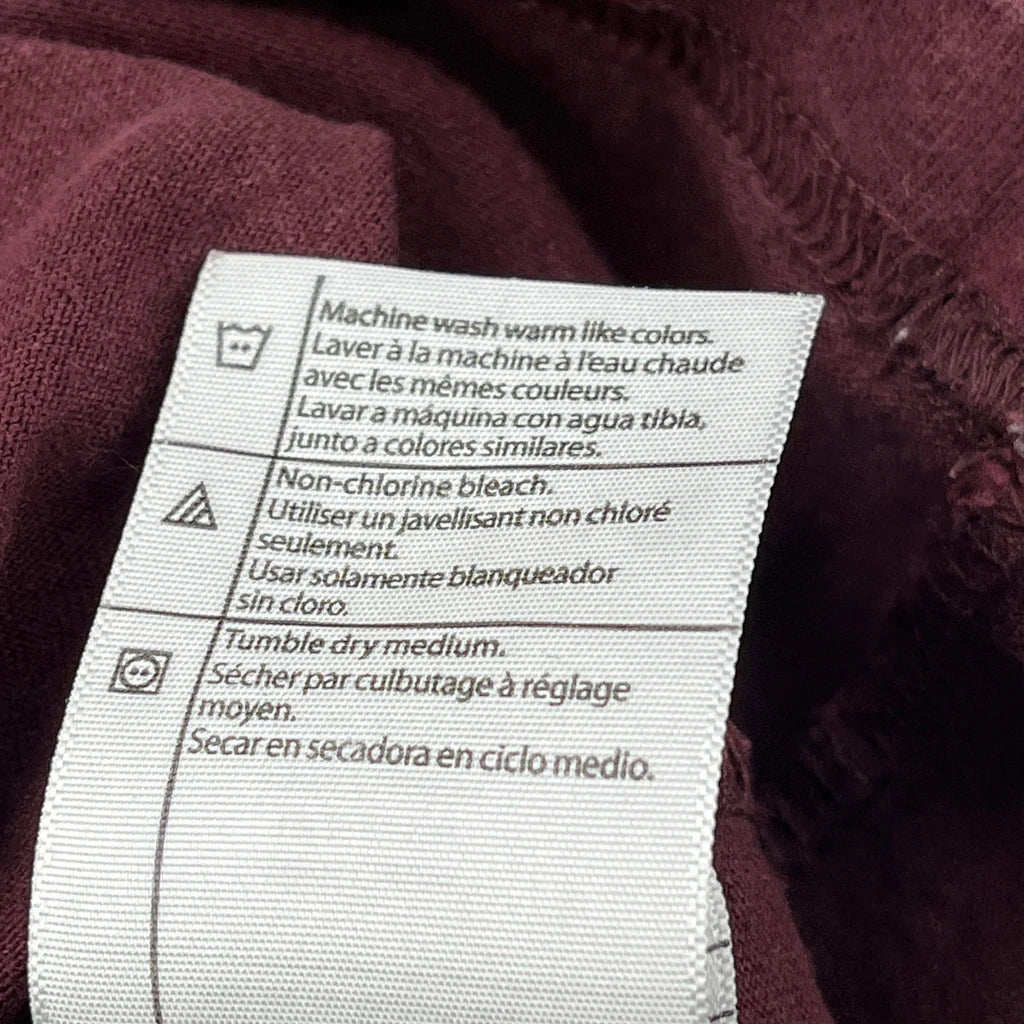 Machine wash warm like colors.
Laver à la machine à l'eau chaude
avec les mêmes couleurs.
Lavar a máquina con agua tibia,
junto a colores similares.
Non-chlorine bleach.
Utiliser un javellisant non chloré
seulement.
Usar solamente blanqueador
sin cloro.
Tumble dry medium.
Sécher par culbutage à réglage
moyen.
Secar en secadora en ciclo medio.